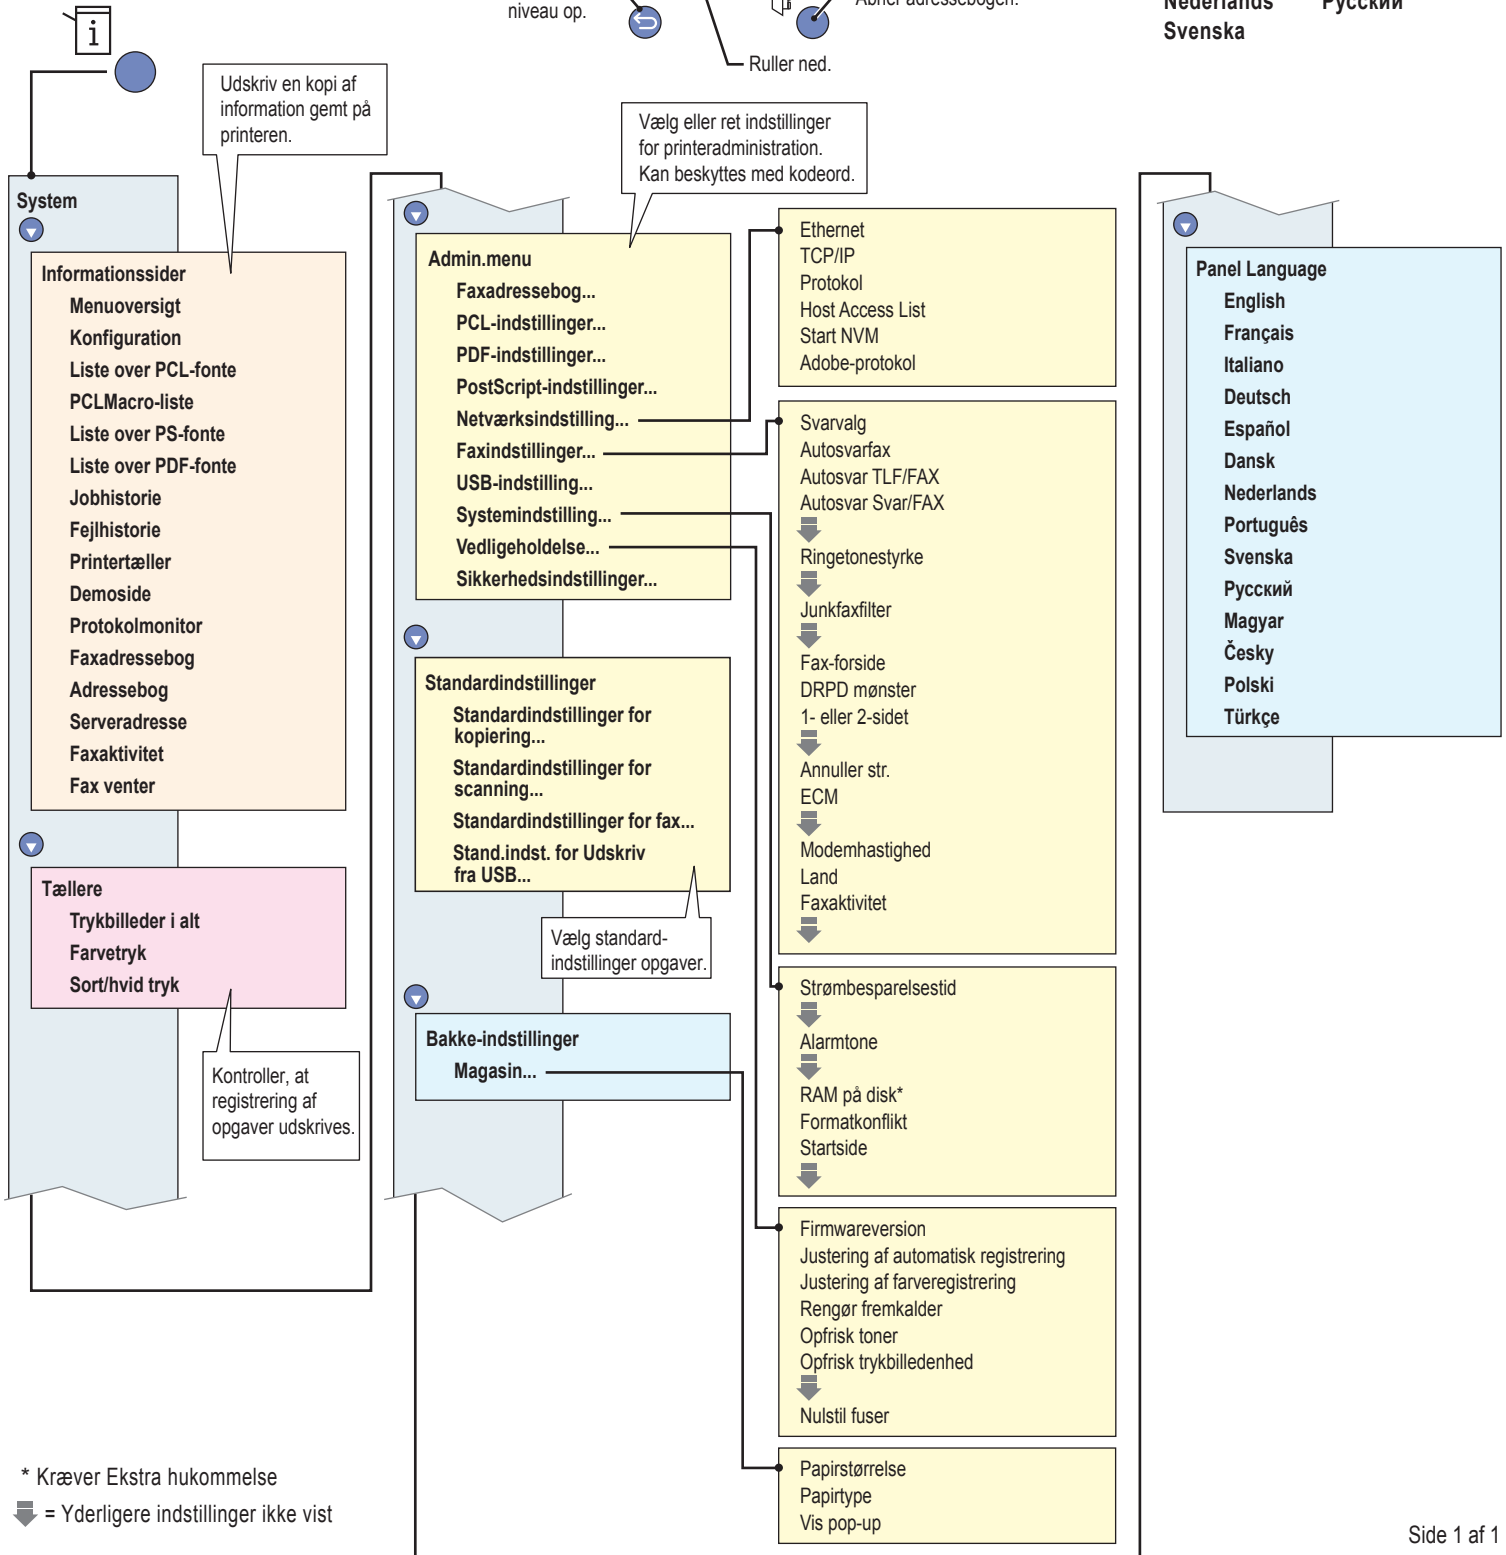 niveau op.
Åbner adressebogen.
Nederlands Русский
Svenska
i
Ruller ned.
Udskriv en kopi af
information gemt på
printeren.
Vælg eller ret indstillinger
for printeradministration.
Kan beskyttes med kodeord.
System
Informationssider
Menuoversigt
Konfiguration
Liste over PCL-fonte
PCLMacro-liste
Liste over PS-fonte
Liste over PDF-fonte
Jobhistorie
Fejlhistorie
Printertæller
Demoside
Protokolmonitor
Faxadressebog
Adressebog
Serveradresse
Faxaktivitet
Fax venter
Tællere
Trykbilleder i alt
Farvetryk
Sort/hvid tryk
Kontroller, at
registrering af
opgaver udskrives.
Admin.menu
Faxadressebog...
PCL-indstillinger...
PDF-indstillinger...
PostScript-indstillinger...
Netværksindstilling...
Faxindstillinger...
USB-indstilling...
Systemindstilling...
Vedligeholdelse...
Sikkerhedsindstillinger...
Standardindstillinger
Standardindstillinger for
kopiering...
Standardindstillinger for
scanning...
Standardindstillinger for fax...
Stand.indst. for Udskriv
fra USB...
Vælg standard-
indstillinger opgaver.
Bakke-indstillinger
Magasin...
Ethernet
TCP/IP
Protokol
Host Access List
Start NVM
Adobe-protokol
Svarvalg
Autosvarfax
Autosvar TLF/FAX
Autosvar Svar/FAX
Ringetonestyrke
Junkfaxfilter
Fax-forside
DRPD mønster
1- eller 2-sidet
Annuller str.
ECM
Modemhastighed
Land
Faxaktivitet
Strømbesparelsestid
Alarmtone
RAM på disk*
Formatkonflikt
Startside
Firmwareversion
Justering af automatisk registrering
Justering af farveregistrering
Rengør fremkalder
Opfrisk toner
Opfrisk trykbilledenhed
Nulstil fuser
Papirstørrelse
Papirtype
Vis pop-up
Panel Language
English
Français
Italiano
Deutsch
Español
Dansk
Nederlands
Português
Svenska
Русский
Magyar
Česky
Polski
Türkçe
* Kræver Ekstra hukommelse
= Yderligere indstillinger ikke vist
Side 1 af 1